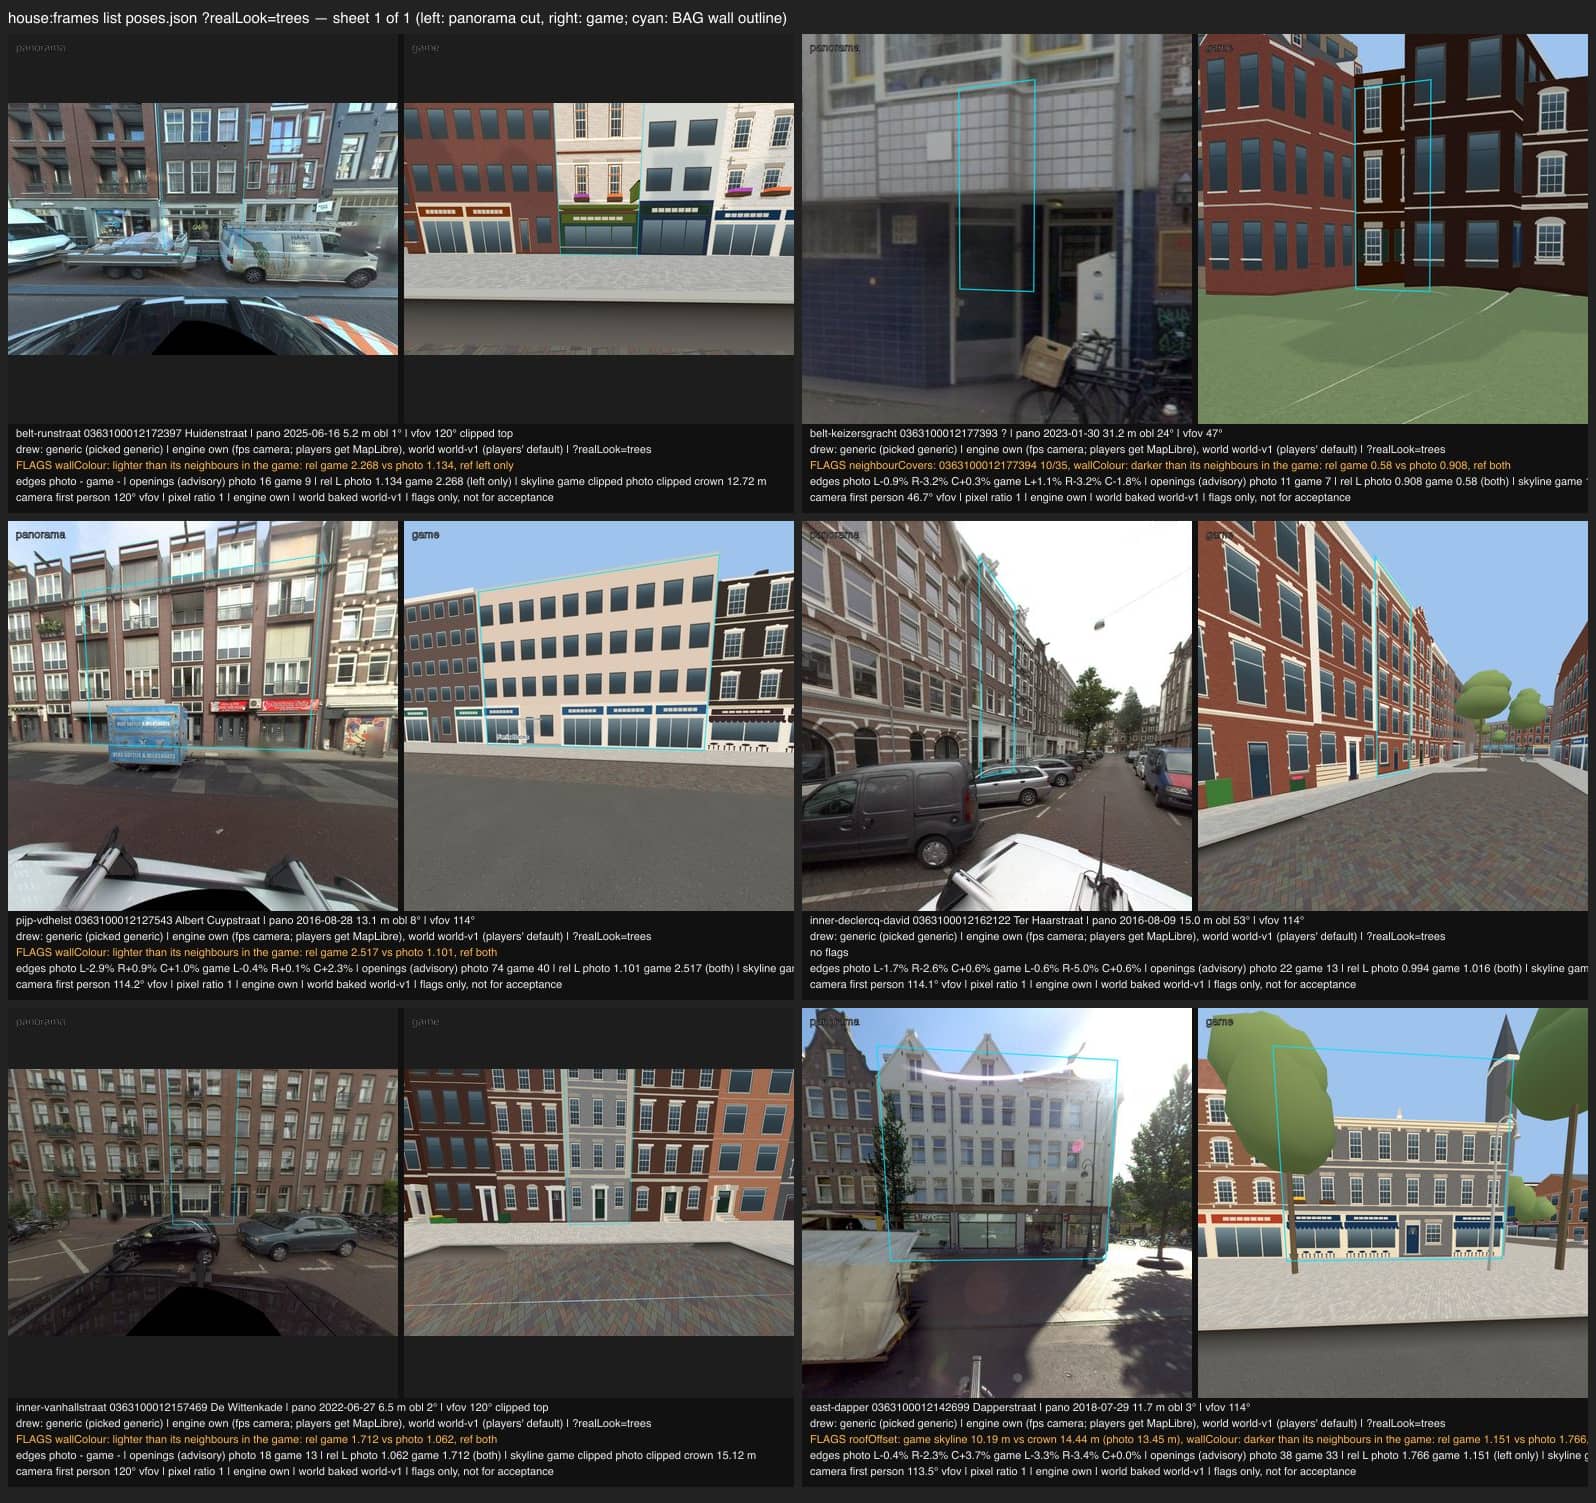 house:frames list poses.json ?realLook=trees — sheet 1 of 1 (left: panorama cut, right: game; cyan: BAG wall outline)
panorama
game
belt-runstraat 0363100012172397 Huidenstraat | pano 2025-06-16 5.2 m obl 1° | vfov 120° clipped top
drew: generic (picked generic) | engine own (fps camera; players get MapLibre), world world-v1 (players' default) | ?realLook=trees
FLAGS wallColour: lighter than its neighbours in the game: rel game 2.268 vs photo 1.134, ref left only
edges photo - game - | openings (advisory) photo 16 game 9 | rel L photo 1.134 game 2.268 (left only) | skyline game clipped photo clipped crown 12.72 m
camera first person 120° vfov | pixel ratio 1 | engine own | world baked world-v1 | flags only, not for acceptance
panorama
game
belt-keizersgracht 0363100012177393 ? | pano 2023-01-30 31.2 m obl 24° | vfov 47°
drew: generic (picked generic) | engine own (fps camera; players get MapLibre), world world-v1 (players' default) | ?realLook=trees
FLAGS neighbourCovers: 0363100012177394 10/35, wallColour: darker than its neighbours in the game: rel game 0.58 vs photo 0.908, ref both
edges photo L-0.9% R-3.2% C+0.3% game L+1.1% R-3.2% C-1.8% | openings (advisory) photo 11 game 7 | rel L photo 0.908 game 0.58 (both) | skyline game
camera first person 46.7° vfov | pixel ratio 1 | engine own | world baked world-v1 | flags only, not for acceptance
panorama
game
pijp-vdhelst 0363100012127543 Albert Cuypstraat | pano 2016-08-28 13.1 m obl 8° | vfov 114°
drew: generic (picked generic) | engine own (fps camera; players get MapLibre), world world-v1 (players' default) | ?realLook=trees
FLAGS wallColour: lighter than its neighbours in the game: rel game 2.517 vs photo 1.101, ref both
edges photo L-2.9% R+0.9% C+1.0% game L-0.4% R+0.1% C+2.3% | openings (advisory) photo 74 game 40 | rel L photo 1.101 game 2.517 (both) | skyline gar
camera first person 114.2° vfov | pixel ratio 1 | engine own | world baked world-v1 | flags only, not for acceptance
panorama
game
inner-declercq-david 0363100012162122 Ter Haarstraat | pano 2016-08-09 15.0 m obl 53° | vfov 114°
drew: generic (picked generic) | engine own (fps camera; players get MapLibre), world world-v1 (players' default) | ?realLook=trees
no flags
edges photo L-1.7% R-2.6% C+0.6% game L-0.6% R-5.0% C+0.6% | openings (advisory) photo 22 game 13 | rel L photo 0.994 game 1.016 (both) | skyline gam
camera first person 114.1° vfov | pixel ratio 1 | engine own | world baked world-v1 | flags only, not for acceptance
panorama
game
inner-vanhallstraat 0363100012157469 De Wittenkade | pano 2022-06-27 6.5 m obl 2° | vfov 120° clipped top
drew: generic (picked generic) | engine own (fps camera; players get MapLibre), world world-v1 (players' default) | ?realLook=trees
FLAGS wallColour: lighter than its neighbours in the game: rel game 1.712 vs photo 1.062, ref both
edges photo - game - | openings (advisory) photo 18 game 13 | rel L photo 1.062 game 1.712 (both) | skyline game clipped photo clipped crown 15.12 m
camera first person 120° vfov | pixel ratio 1 | engine own | world baked world-v1 | flags only, not for acceptance
panorama
game
east-dapper 0363100012142699 Dapperstraat | pano 2018-07-29 11.7 m obl 3° | vfov 114°
drew: generic (picked generic) | engine own (fps camera; players get MapLibre), world world-v1 (players' default) | ?realLook=trees
FLAGS roofOffset: game skyline 10.19 m vs crown 14.44 m (photo 13.45 m), wallColour: darker than its neighbours in the game: rel game 1.151 vs photo 1.766,
edges photo L-0.4% R-2.3% C+3.7% game L-3.3% R-3.4% C+0.0% | openings (advisory) photo 38 game 33 | rel L photo 1.766 game 1.151 (left only) | skyline g
camera first person 113.5° vfov | pixel ratio 1 | engine own | world baked world-v1 | flags only, not for acceptance